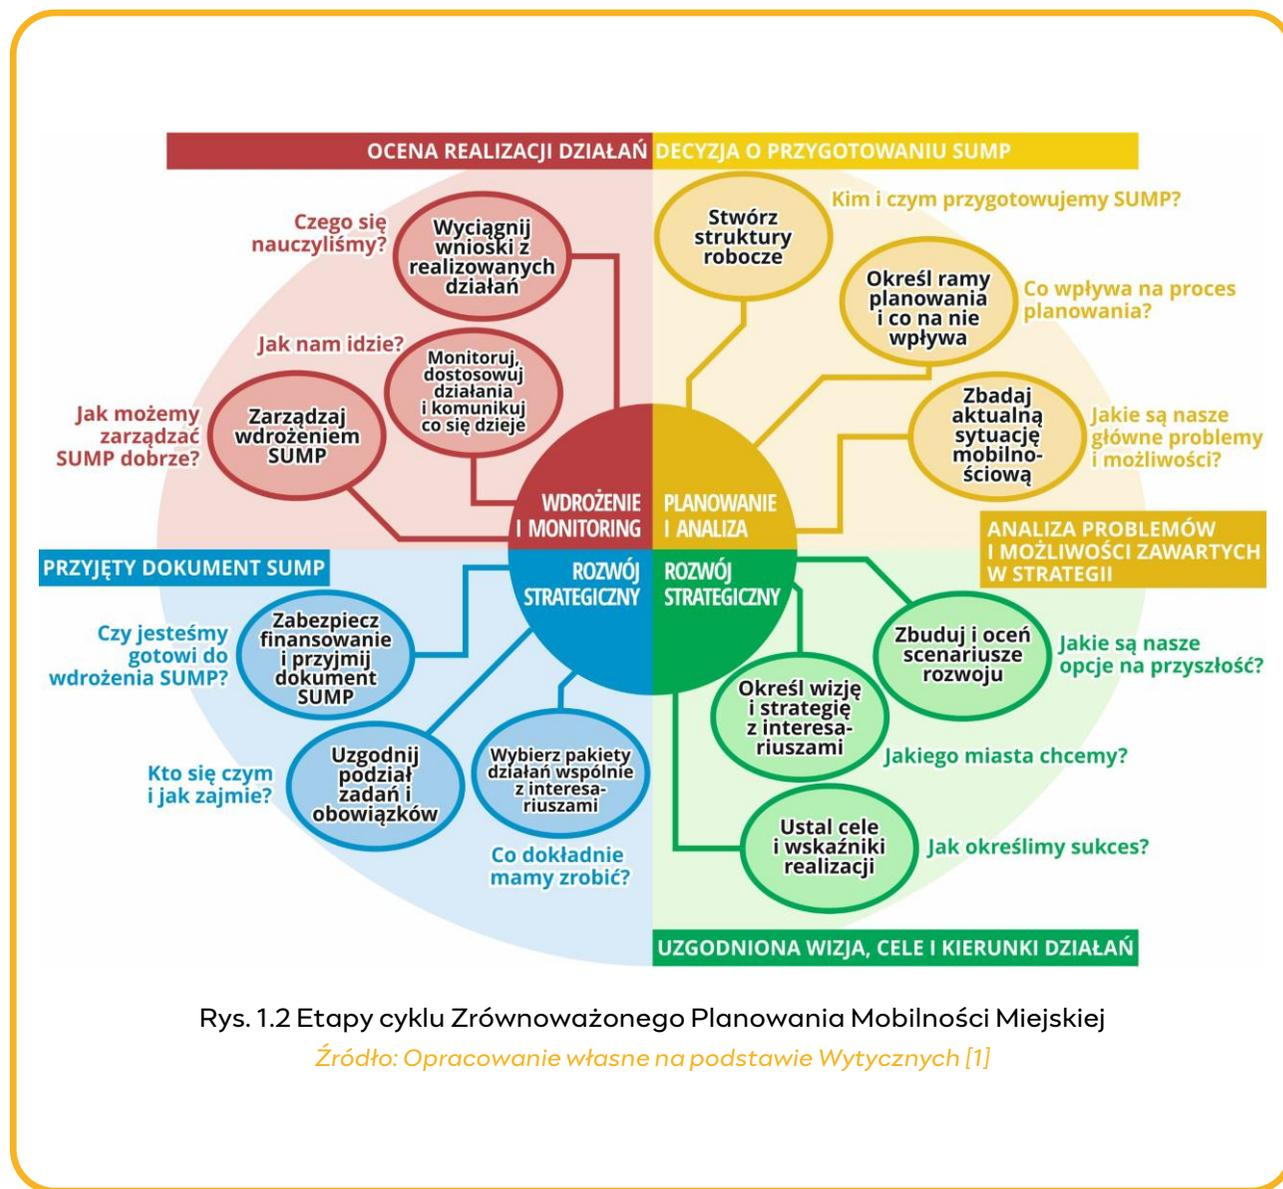 OCENA REALIZACJI DZIAŁAŃ
DECYZJA O PRZYGOTOWANIU SUMP
Kim i czym przygotowujemy SUMP?
Stwórz
struktury
robocze
Określ ramy
planowania
i co na nie
wpływa
Co wpływa na proces
planowania?
Zbadaj
aktualną
sytuację
mobilno-
ściową
Jakie są nasze
główne problemy
i możliwości?
Czego się
nauczyliśmy?
Wyciągnij
wnioski z
realizowanych
działań
Jak nam idzie?
Monitoruj,
dostosowuj
działania
i komunikuj
co się dzieje
Jak możemy
zarządzać
SUMP dobrze?
Zarządzaj
wdrożeniem
SUMP
WDROŻENIE
I MONITORING
PLANOWANIE
I ANALIZA
ROZWÓJ
STRATEGICZNY
ROZWÓJ
STRATEGICZNY
ANALIZA PROBLEMÓW
I MOŻLIWOŚCI ZAWARTYCH
W STRATEGII
PRZYJĘTY DOKUMENT SUMP
Czy jesteśmy
gotowi do
wdrożenia SUMP?
Zabezpiecz
finansowanie
i przyjmij
dokument
SUMP
Kto się czym
i jak zajmie?
Uzgodnij
podział
zadań i
obowiązków
Wybierz pakiety
działań wspólnie
z interesa-
riuszami
Co dokładnie
mamy zrobić?
Zbuduj i oceń
scenariusze
rozwoju
Jakie są nasze
opcje na przyszłość?
Określ wizję
i strategię
z interesa-
riuszami
Jakiego miasta chcemy?
Ustal cele
i wskaźniki
realizacji
Jak określimy sukces?
UZGODNIONA WIZJA, CELE I KIERUNKI DZIAŁAŃ
Rys. 1.2 Etapy cyklu Zrównoważonego Planowania Mobilności Miejskiej
Źródło: Opracowanie własne na podstawie Wytycznych [1]